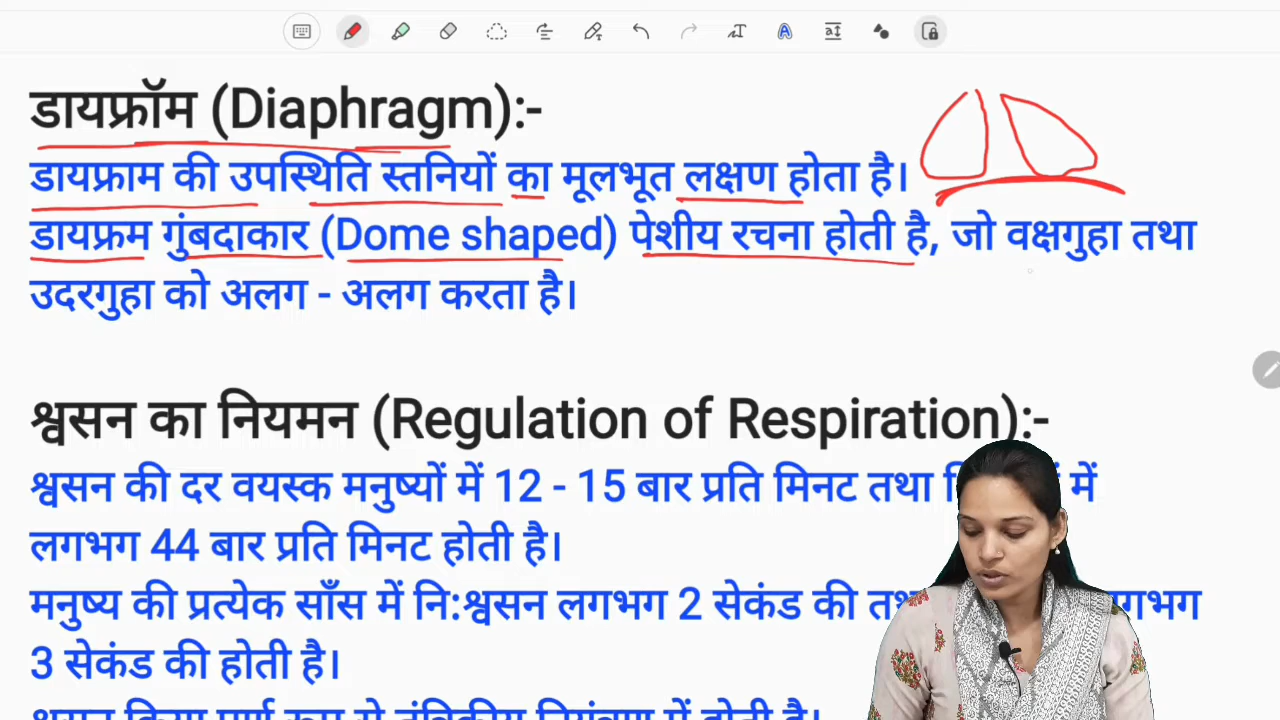 डायफ्रॉम (Diaphragm):-
डायफ्राम की उपस्थिति स्तनियों का मूलभूत लक्षण होता है।
डायफ्रम गुंबदाकार (Dome shaped) पेशीय रचना होती है, जो वक्षगुहा तथा
उदरगुहा को अलग - अलग करता है।
श्वसन का नियमन (Regulation of Respiration):-
श्वसन की दर वयस्क मनुष्यों में 12 - 15 बार प्रति मिनट तथा में
लगभग 44 बार प्रति मिनट होती है।
मनुष्य की प्रत्येक साँस में नि:श्वसन लगभग 2 सेकंड की
3 सेकंड की होती है।